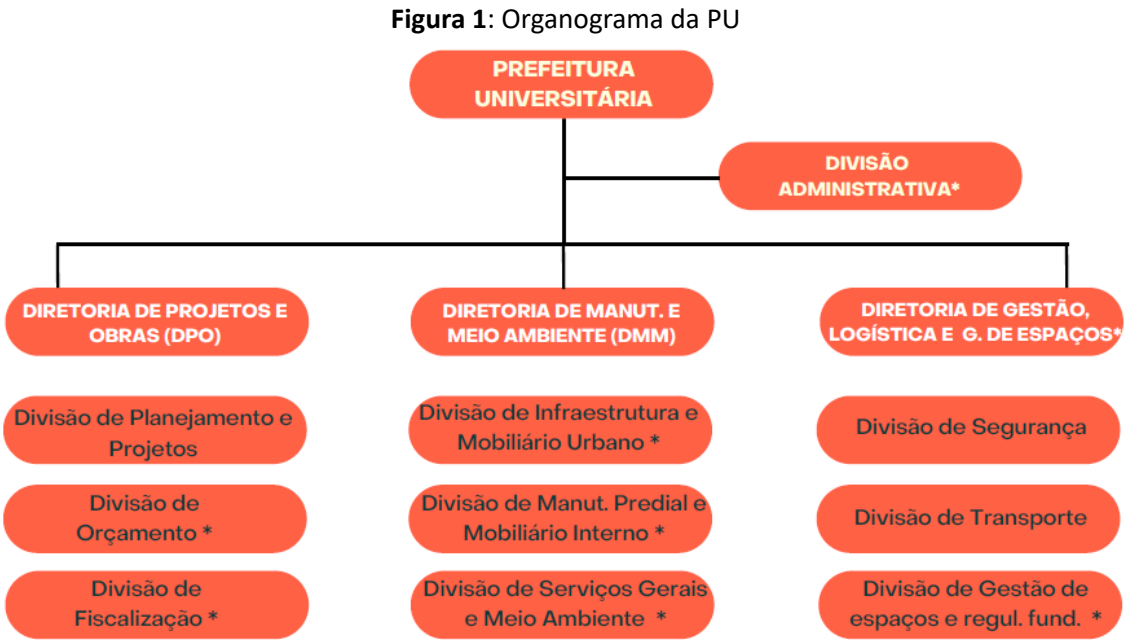 Figura 1: Organograma da PU
PREFEITURA
UNIVERSITÁRIA
DIVISÃO
ADMINISTRATIVA*
DIRETORIA DE PROJETOS E
OBRAS (DPO)
DIRETORIA DE MANUT. E
MEIO AMBIENTE (DMM)
DIRETORIA DE GESTÃO,
LOGÍSTICA E G. DE ESPAÇOS*
Divisão de Planejamento e
Projetos
Divisão de Infraestrutura e
Mobiliário Urbano *
Divisão de Segurança
Divisão de
Orçamento *
Divisão de Manut. Predial e
Mobiliário Interno *
Divisão de Transporte
Divisão de
Fiscalização *
Divisão de Serviços Gerais
e Meio Ambiente *
Divisão de Gestão de
espaços e regul. fund. *